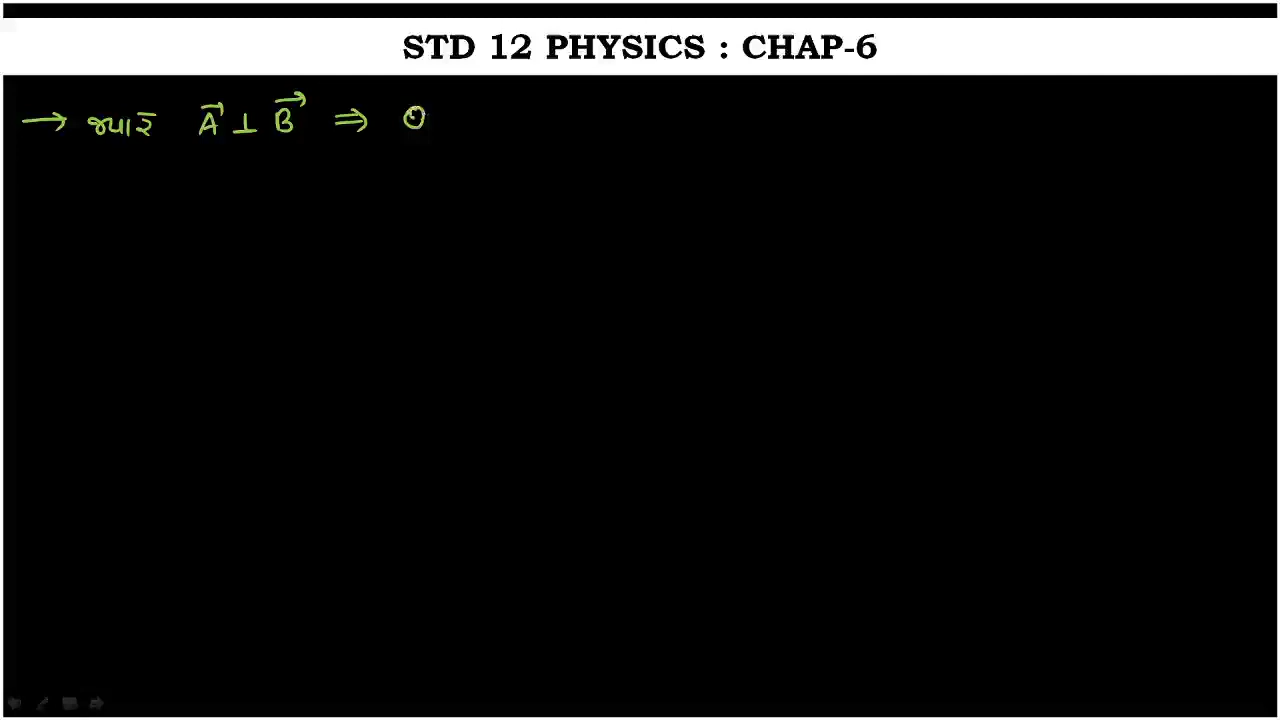 STD 12 PHYSICS : CHAP-6
→ જ્યારે A⃗ ⊥ B⃗ ⇒ Θ